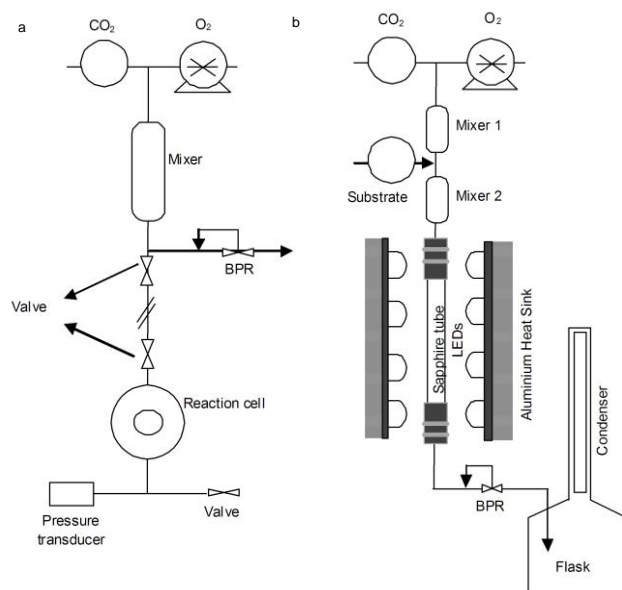 a
CO₂
O₂
Mixer
BPR
Valve
Reaction cell
Pressure
transducer
Valve
b
CO₂
O₂
Mixer 1
Substrate
Mixer 2
Sapphire tube
LEDs
Aluminium Heat Sink
Condenser
BPR
Flask